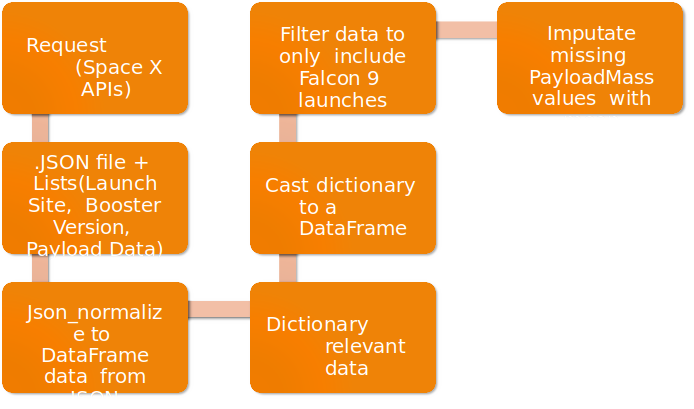 Request
(Space X
APIs)
.JSON file +
Lists(Launch
Site, Booster
Version,
Payload Data)
Json_normaliz
e to
DataFrame
data from
JSON
Dictionary
relevant
data
Cast dictionary
to a
DataFrame
Filter data to
only include
Falcon 9
launches
Imputate
missing
PayloadMass
values with